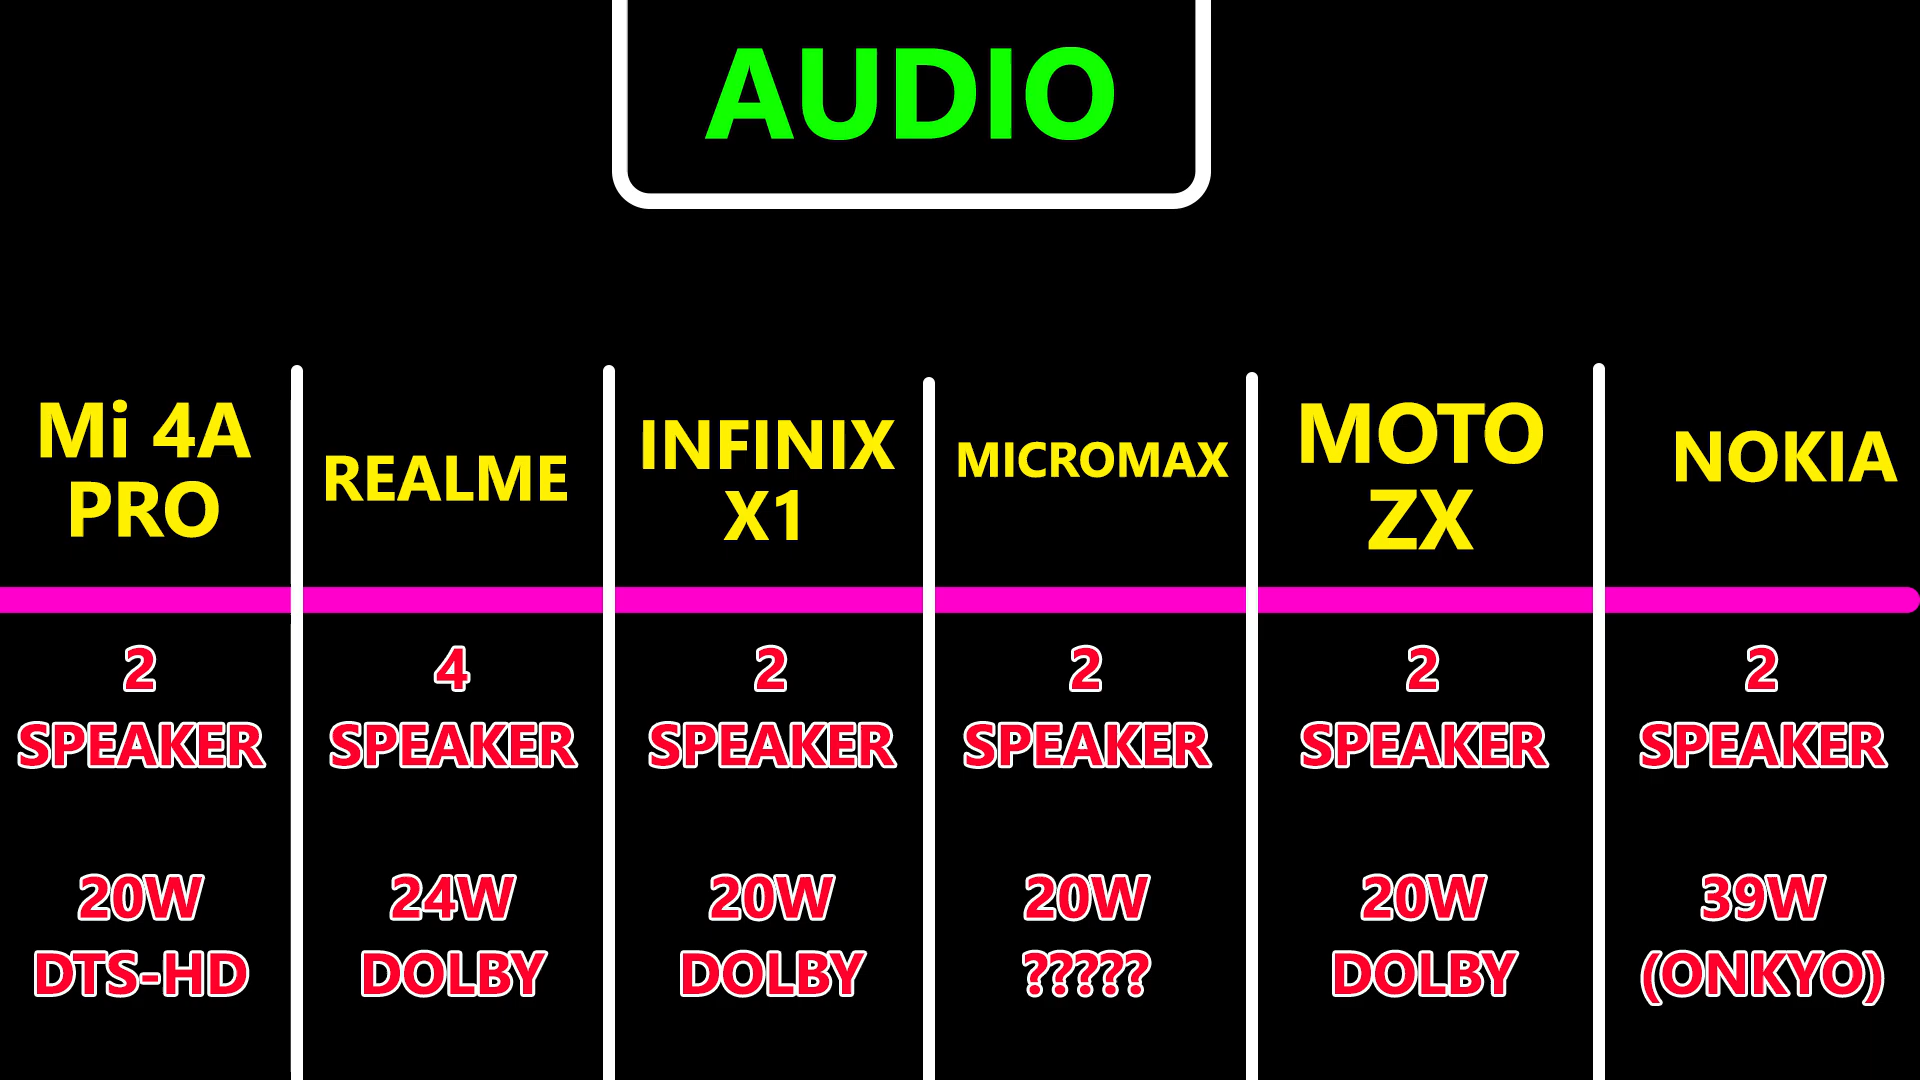 AUDIO
Mi 4A
PRO
REALME
INFINIX
X1
MICROMAX
MOTO
ZX
NOKIA
2
SPEAKER
20W
DTS-HD
4
SPEAKER
24W
DOLBY
2
SPEAKER
20W
DOLBY
2
SPEAKER
20W
?????
2
SPEAKER
20W
DOLBY
2
SPEAKER
39W
(ONKYO)